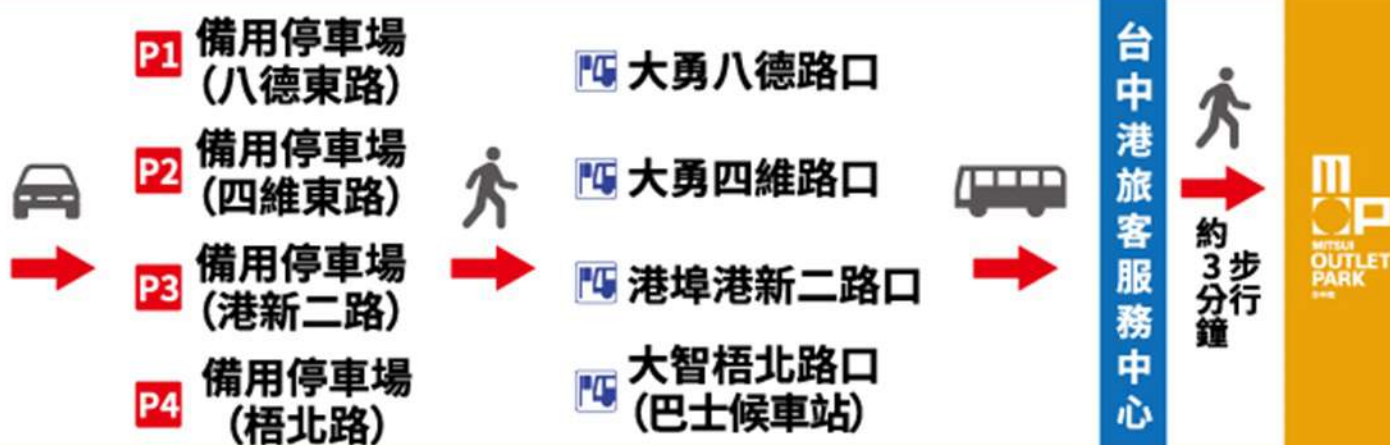 P1 備用停車場
(八德東路)
P2 備用停車場
(四維東路)
P3 備用停車場
(港新二路)
P4 備用停車場
(梧北路)
大勇八德路口
大勇四維路口
港埠港新二路口
大智梧北路口
(巴士候車站)
台中港旅客服務中心
步行
約3分鐘
mOP
MITSUI
OUTLET
PARK
台中港